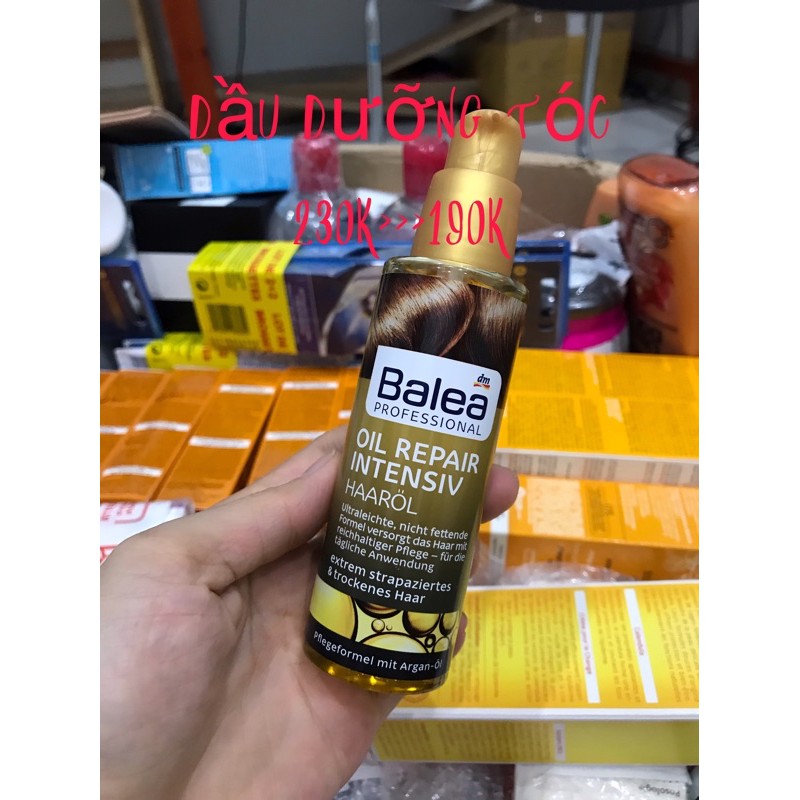 DẦU DƯỠNG TÓC
230K>>>190K
dm
Balea
PROFESSIONAL
OIL REPAIR
INTENSIV
HAARÖL
Ultraleichte, nicht fettende
Formel versorgt das Haar mit
reichhaltiger Pflege – für die
tägliche Anwendung
extrem strapaziertes
& trockenes Haar
Pflegeformel mit Argan-Öl